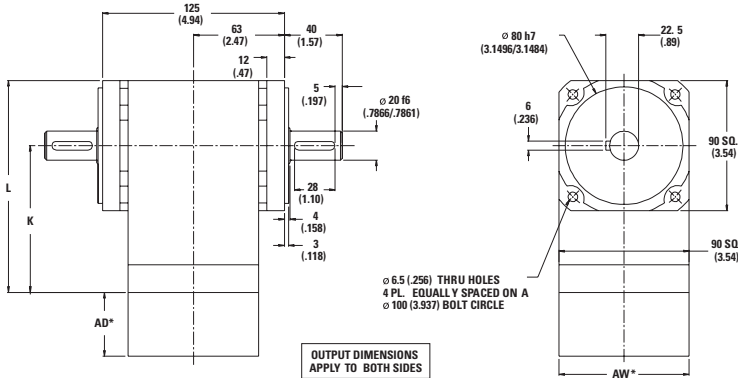 125
(4.94)
63
(2.47)
40
(1.57)
12
(.47)
5
(.197)
Ø 20 f6
(.7866/.7861)
28
(1.10)
4
(.158)
3
(.118)
L
K
AD*
OUTPUT DIMENSIONS
APPLY TO BOTH SIDES
Ø 80 h7
(3.1496/3.1484)
22. 5
(.89)
6
(.236)
90 SQ.
(3.54)
90 SQ
(3.54)
Ø 6.5 (.256) THRU HOLES
4 PL. EQUALLY SPACED ON A
Ø 100 (3.937) BOLT CIRCLE
AW*